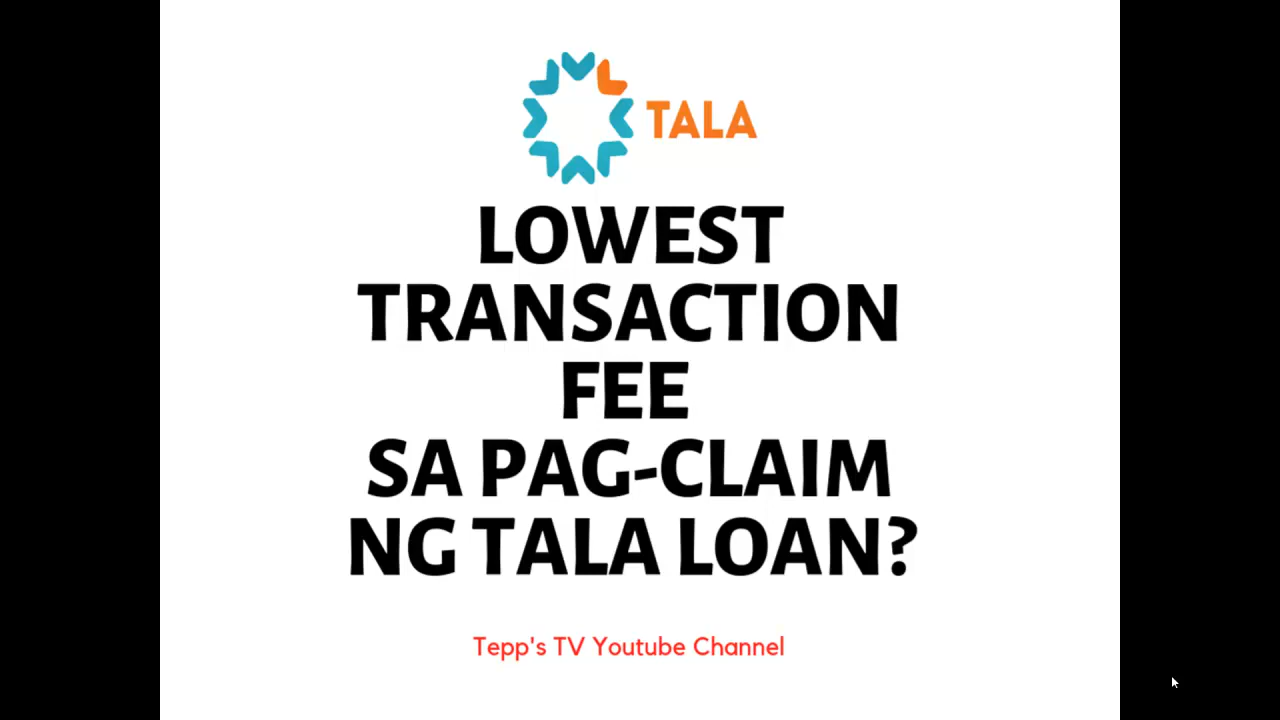 TALA
LOWEST
TRANSACTION
FEE
SA PAG-CLAIM
NG TALA LOAN?
Tepp's TV Youtube Channel